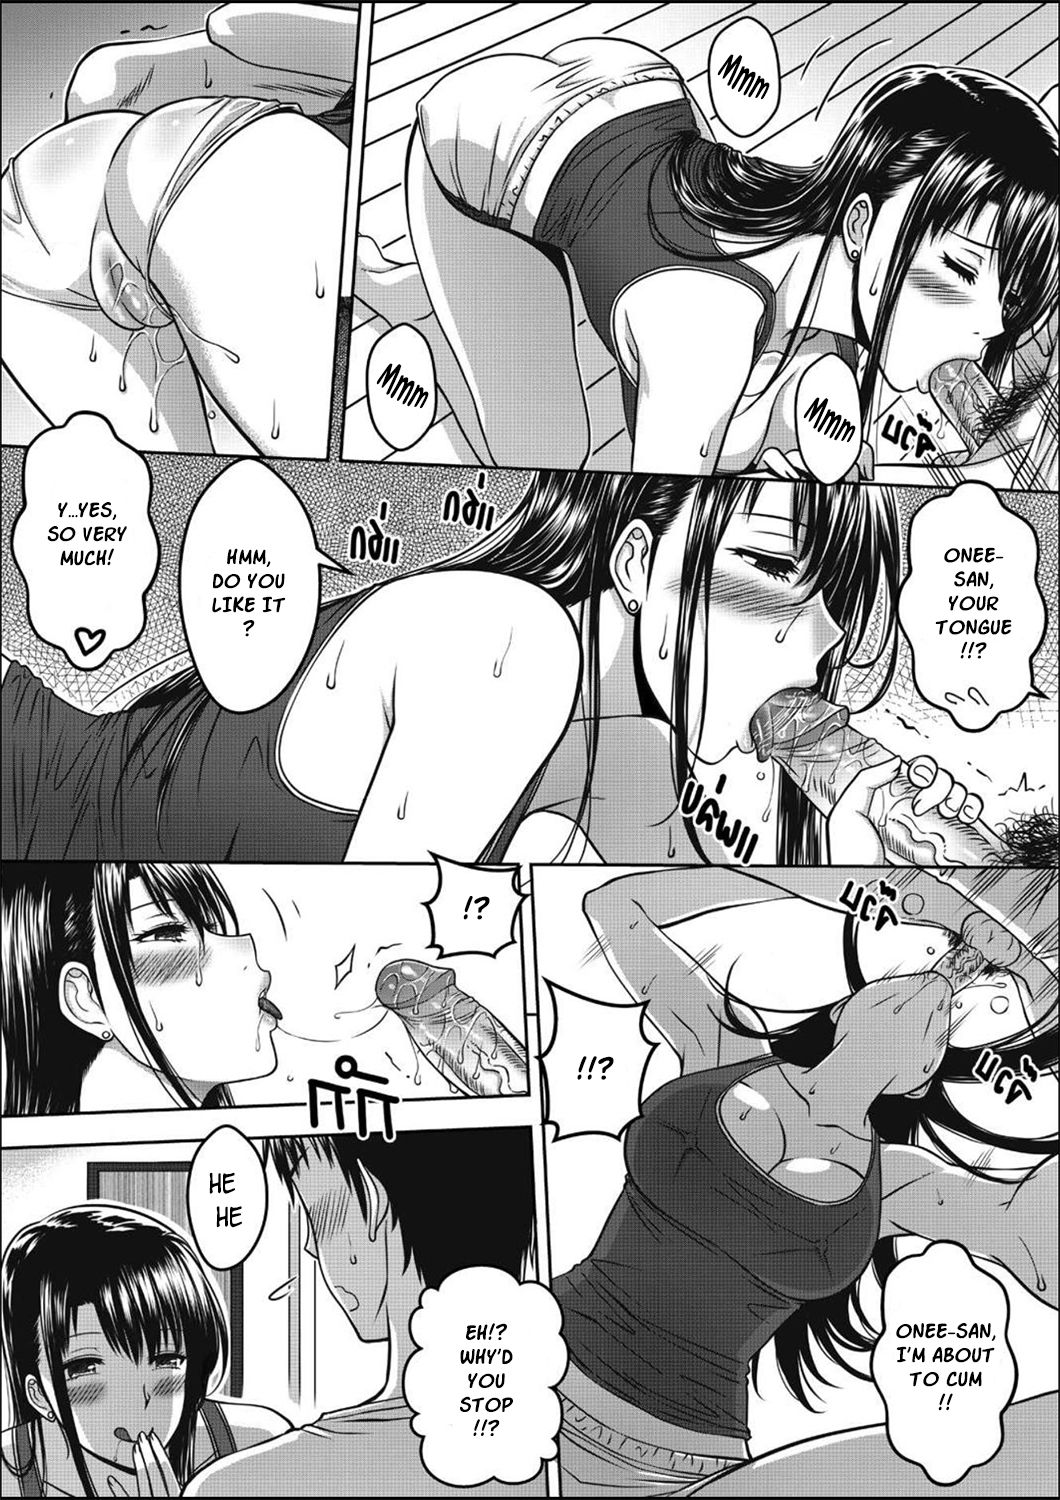 Mmm
Mmm
Mmm
Mmm
ONEE-
SAN,
YOUR
TONGUE
!!?
HMM,
DO YOU
LIKE IT
?
Y...YES,
SO VERY
MUCH!
ONEE-SAN,
I'M ABOUT
TO CUM
!!
!!?
!?
HE
HE
EH!?
WHY'D
YOU
STOP
!!?